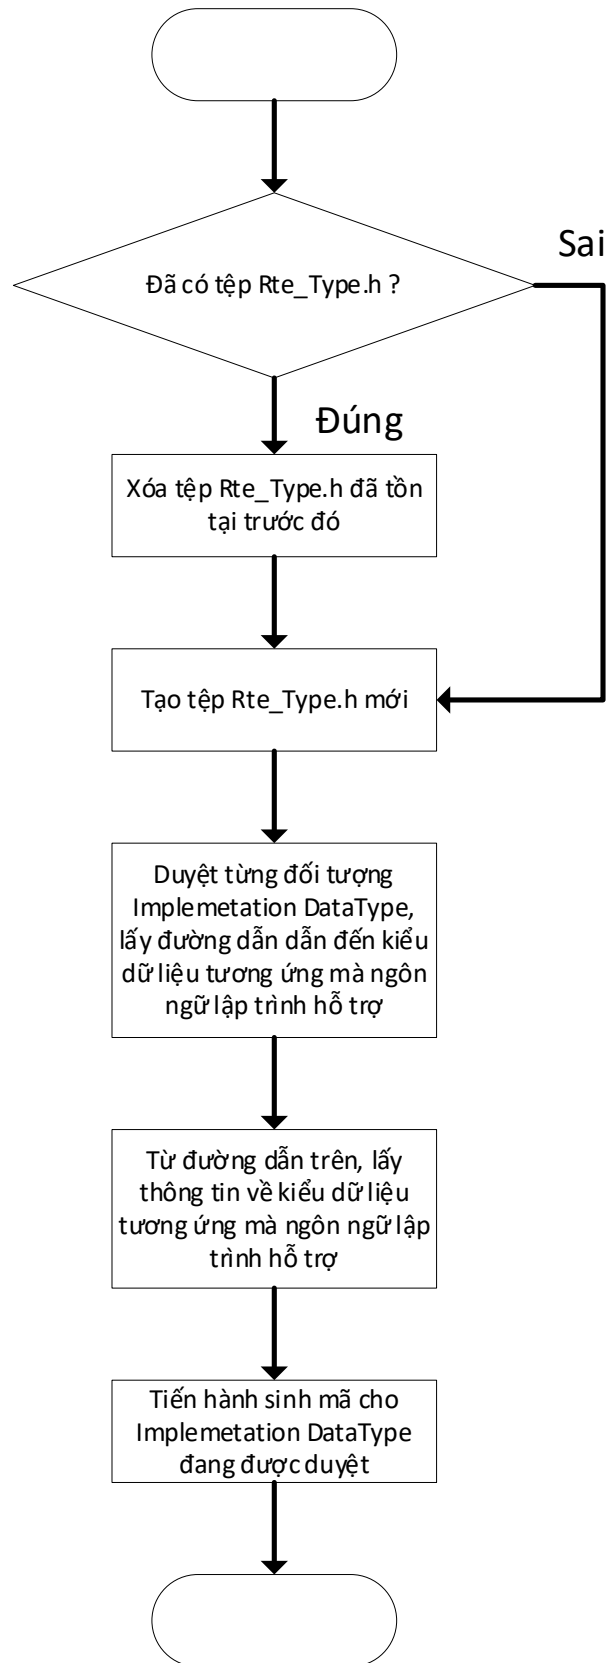 Đã có tệp Rte_Type.h ?
Sai
Đúng
Xóa tệp Rte_Type.h đã tồn
tại trước đó
Tạo tệp Rte_Type.h mới
Duyệt từng đối tượng
Implemetation DataType,
lấy đường dẫn dẫn đến kiểu
dữ liệu tương ứng mà ngôn
ngữ lập trình hỗ trợ
Từ đường dẫn trên, lấy
thông tin về kiểu dữ liệu
tương ứng mà ngôn ngữ lập
trình hỗ trợ
Tiến hành sinh mã cho
Implemetation DataType
đang được duyệt